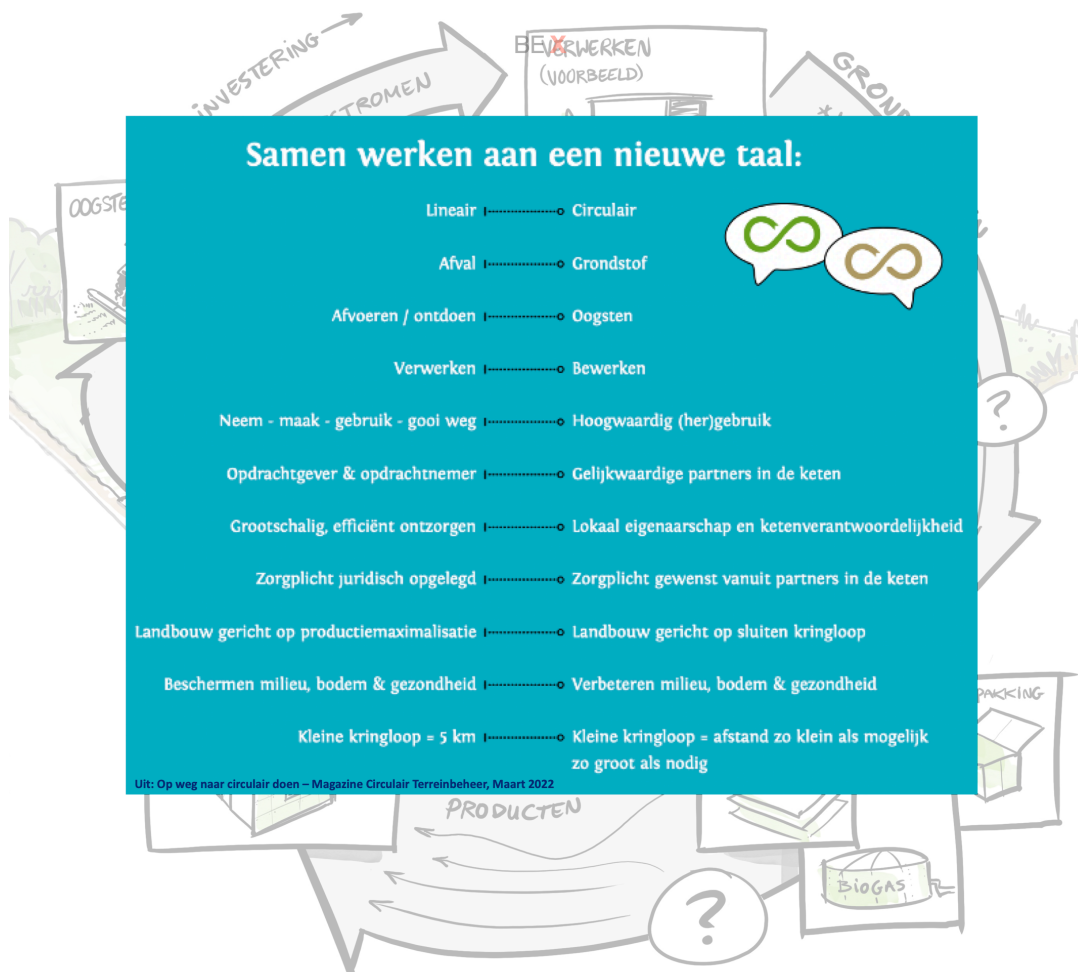 INVESTERING
STROMEN
BEWERKEN
(VOORBEELD)
GROND
OOGSTE
Samen werken aan een nieuwe taal:
Lineair Circulair
Afval Grondstof
Afvoeren / ontdoen Oogsten
Verwerken Bewerken
Neem - maak - gebruik - gooi weg Hoogwaardig (her)gebruik
Opdrachtgever & opdrachtnemer Gelijkwaardige partners in de keten
Grootschalig, efficiënt ontzorgen Lokaal eigenaarschap en ketenverantwoordelijkheid
Zorgplicht juridisch opgelegd Zorgplicht gewenst vanuit partners in de keten
Landbouw gericht op productiemaximalisatie Landbouw gericht op sluiten kringloop
Beschermen milieu, bodem & gezondheid Verbeteren milieu, bodem & gezondheid
Kleine kringloop = 5 km Kleine kringloop = afstand zo klein als mogelijk
zo groot als nodig
Uit: Op weg naar circulair doen – Magazine Circulair Terreinbeheer, Maart 2022
?
PAKKING
PRODUCTEN
BIOGAS
?